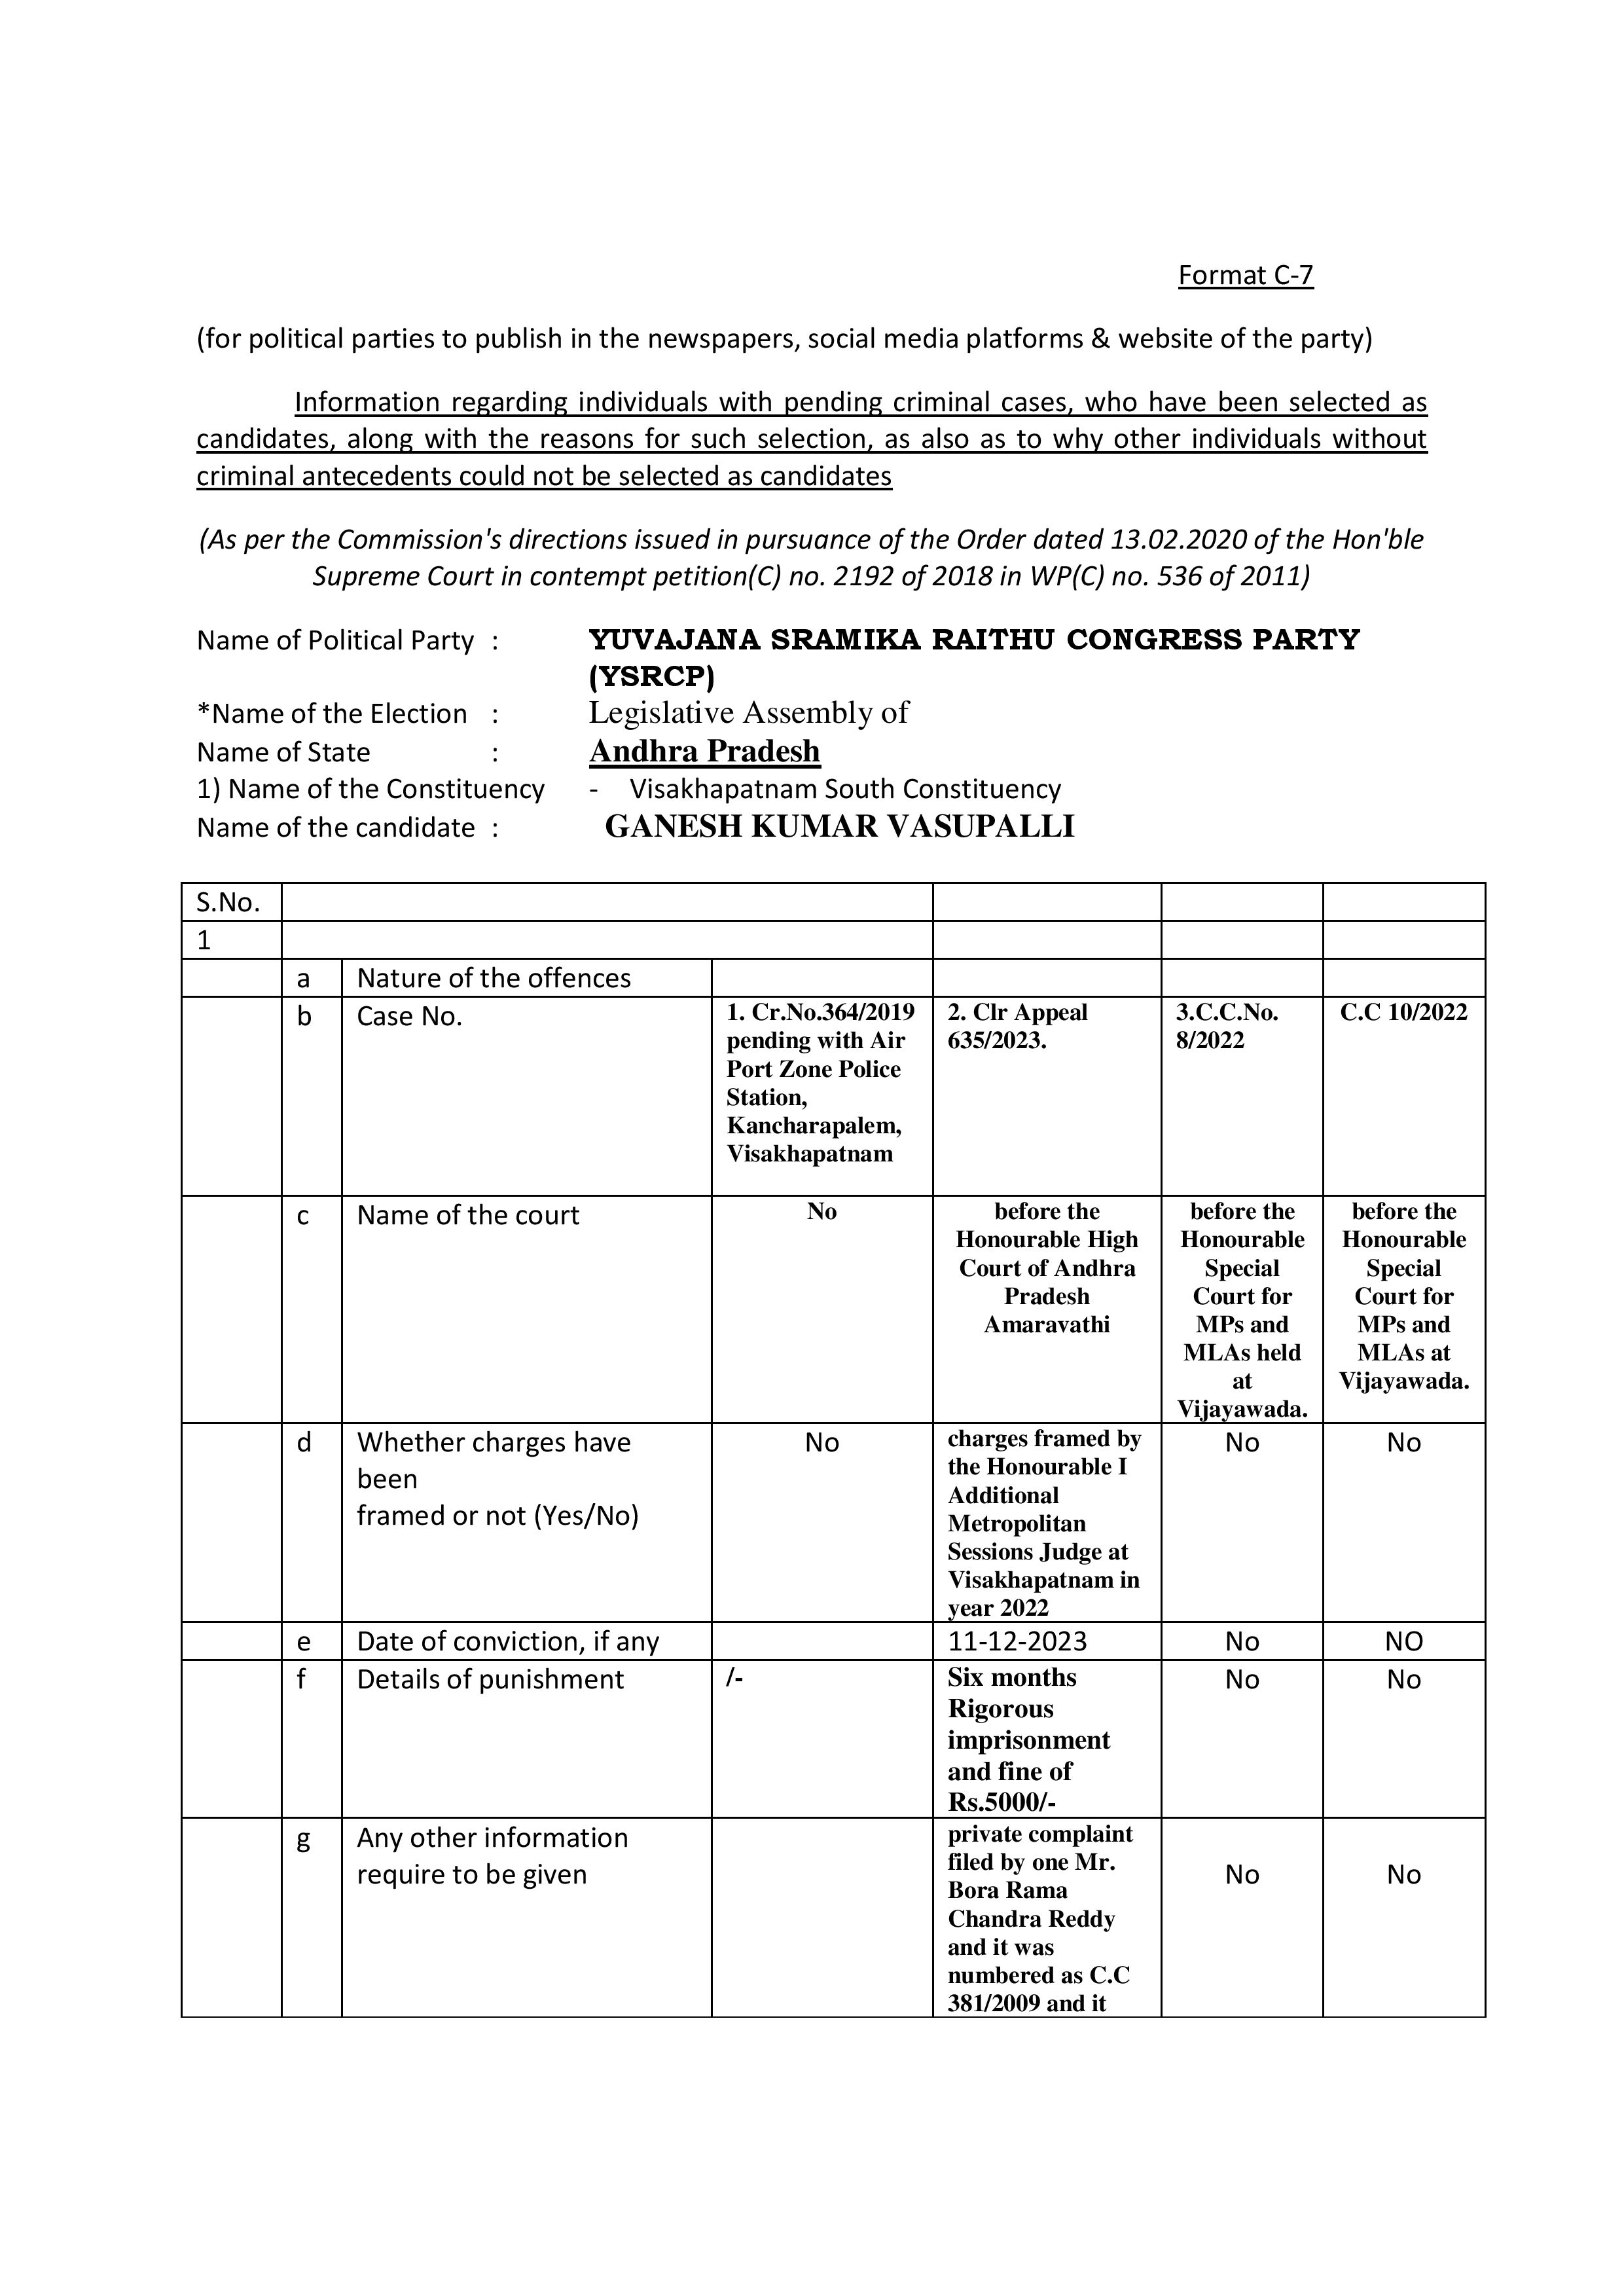 Format C-7
(for political parties to publish in the newspapers, social media platforms & website of the party)
Information regarding individuals with pending criminal cases, who have been selected as
candidates, along with the reasons for such selection, as also as to why other individuals without
criminal antecedents could not be selected as candidates
(As per the Commission's directions issued in pursuance of the Order dated 13.02.2020 of the Hon'ble
Supreme Court in contempt petition(C) no. 2192 of 2018 in WP(C) no. 536 of 2011)
Name of Political Party : YUVAJANA SRAMIKA RAITHU CONGRESS PARTY
(YSRCP)
*Name of the Election : Legislative Assembly of
Name of State : Andhra Pradesh
1) Name of the Constituency - Visakhapatnam South Constituency
Name of the candidate : GANESH KUMAR VASUPALLI
S.No.
1
a Nature of the offences
b Case No.
1. Cr.No.364/2019
pending with Air
Port Zone Police
Station,
Kancharapalem,
Visakhapatnam
2. Clr Appeal
635/2023.
3.C.C.No.
8/2022
C.C 10/2022
c Name of the court
No
before the
Honourable High
Court of Andhra
Pradesh
Amaravathi
before the
Honourable
Special
Court for
MPs and
MLAs held
at
Vijayawada.
before the
Honourable
Special
Court for
MPs and
MLAs at
Vijayawada.
d Whether charges have
been
framed or not (Yes/No)
No
charges framed by
the Honourable I
Additional
Metropolitan
Sessions Judge at
Visakhapatnam in
year 2022
No
No
e Date of conviction, if any
11-12-2023
No
NO
f Details of punishment
/-
Six months
Rigorous
imprisonment
and fine of
Rs.5000/-
No
No
g Any other information
require to be given
private complaint
filed by one Mr.
Bora Rama
Chandra Reddy
and it was
numbered as C.C
381/2009 and it
No
No